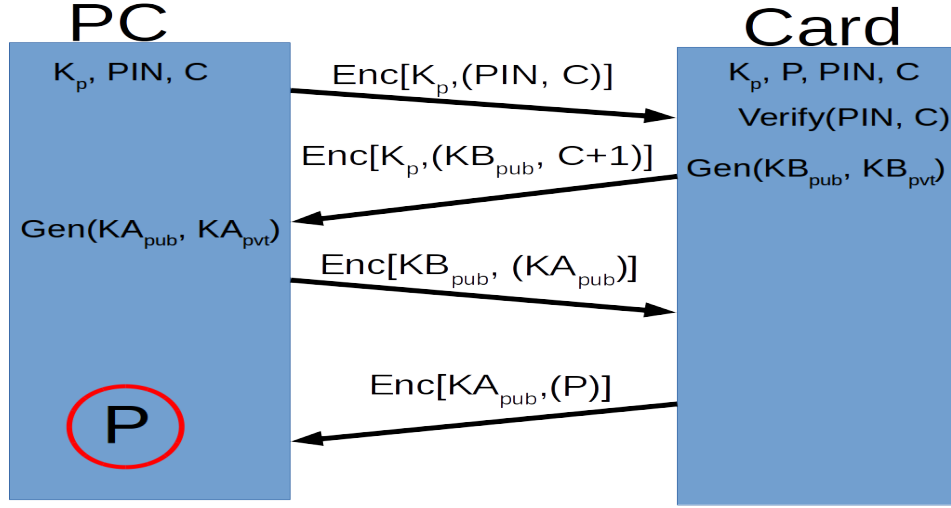 PC
Card
Kp, PIN, C
Enc[Kp,(PIN, C)]
Kp, P, PIN, C
Verify(PIN, C)
Enc[Kp,(KBpub, C+1)]
Gen(KBpub, KBpvt)
Gen(KApub, KApvt)
Enc[KBpub, (KApub)]
Enc[KApub,(P)]
P